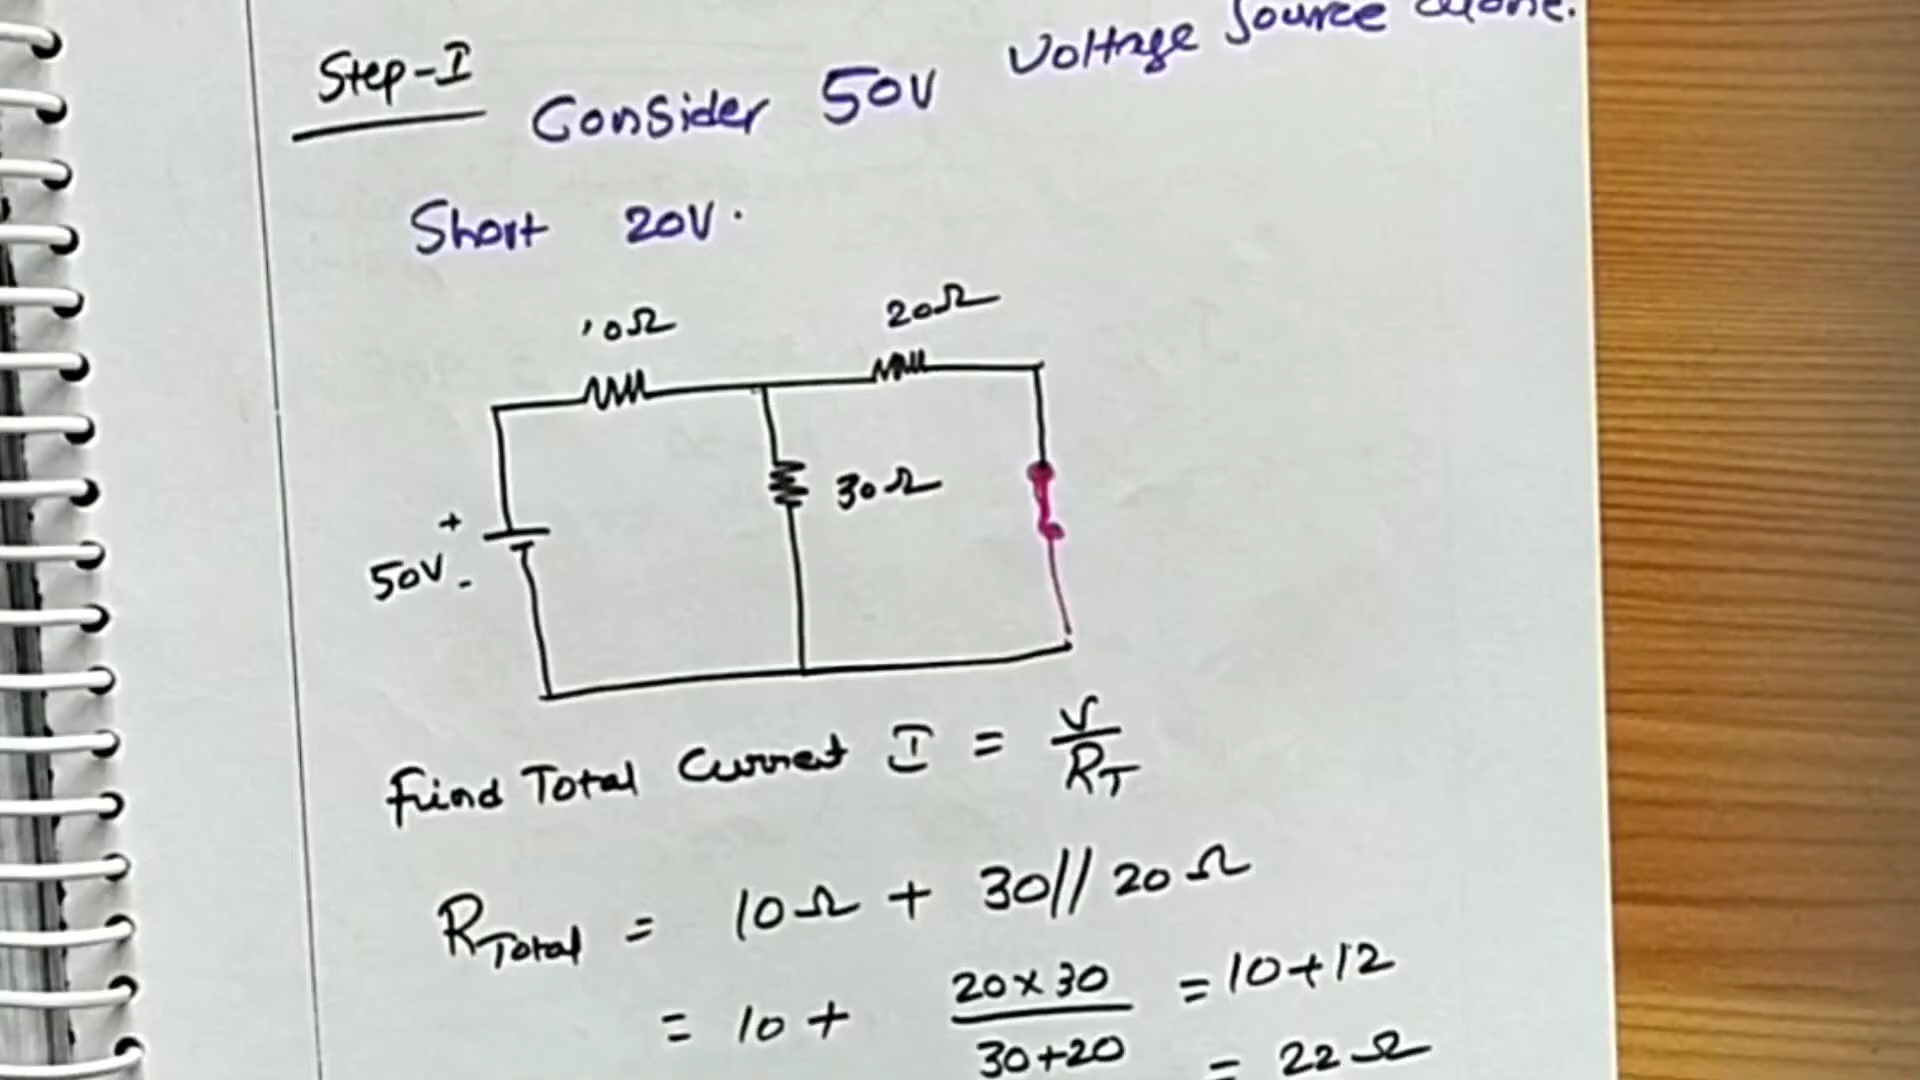 Step-I Consider 50V Voltage Source alone.
Short 20V.
10Ω 20Ω
30Ω
+
50V
-
Find Total Current I = V/RT
RTotal = 10Ω + 30//20Ω
= 10 + 20×30/30+20 = 10+12
= 22Ω